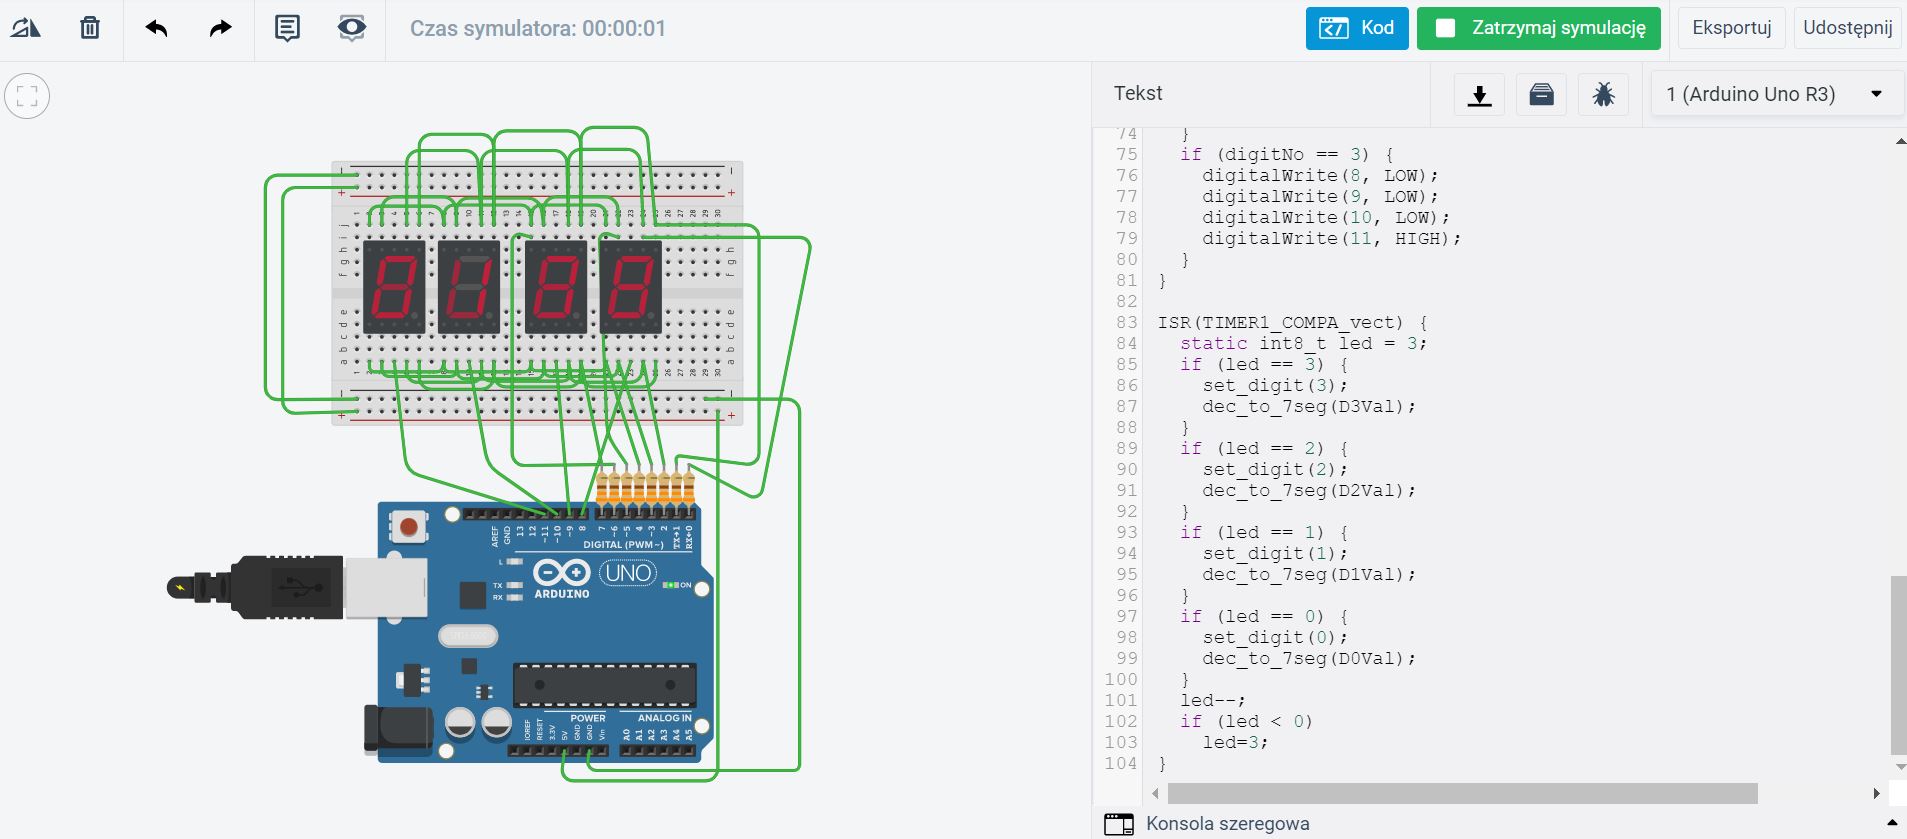 Czas symulatora: 00:00:01
Kod
Zatrzymaj symulację
Eksportuj
Udostępnij
Tekst
1 (Arduino Uno R3)
74 }
75 if (digitNo == 3) {
76 digitalWrite(8, LOW);
77 digitalWrite(9, LOW);
78 digitalWrite(10, LOW);
79 digitalWrite(11, HIGH);
80 }
81 }
82
83 ISR(TIMER1_COMPA_vect) {
84 static int8_t led = 3;
85 if (led == 3) {
86 set_digit(3);
87 dec_to_7seg(D3Val);
88 }
89 if (led == 2) {
90 set_digit(2);
91 dec_to_7seg(D2Val);
92 }
93 if (led == 1) {
94 set_digit(1);
95 dec_to_7seg(D1Val);
96 }
97 if (led == 0) {
98 set_digit(0);
99 dec_to_7seg(D0Val);
100 }
101 led--;
102 if (led < 0)
103 led=3;
104 }
Konsola szeregowa
AREF
GND
13
12
~11
~10
~9
8
7
~6
~5
4
~3
2
TX→1
RX←0
DIGITAL (PWM~)
L
TX
RX
ARDUINO
UNO
ON
POWER
ANALOG IN
IOREF
RESET
3.3V
5V
GND
GND
Vin
A0
A1
A2
A3
A4
A5